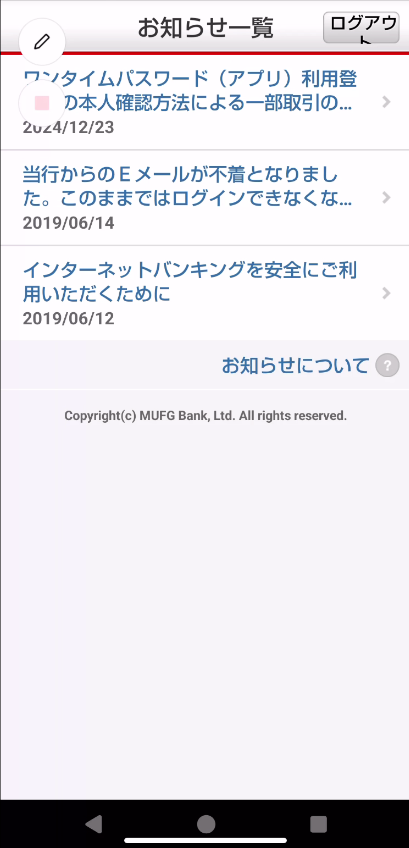 お知らせ一覧
ログアウト
ワンタイムパスワード（アプリ）利用登
の本人確認方法による一部取引の...
2024/12/23
当行からのＥメールが不着となりまし
た。このままではログインできなくな...
2019/06/14
インターネットバンキングを安全にご利
用いただくために
2019/06/12
お知らせについて ?
Copyright(c) MUFG Bank, Ltd. All rights reserved.